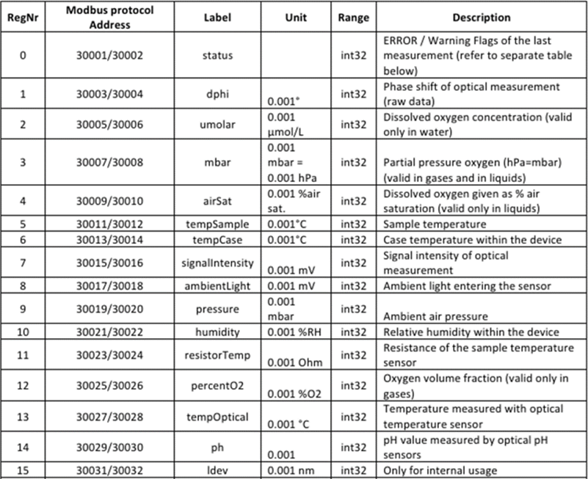 RegNr | Modbus protocol Address | Label | Unit | Range | Description
0 | 30001/30002 | status | | int32 | ERROR / Warning Flags of the last measurement (refer to separate table below)
1 | 30003/30004 | dphi | 0.001° | int32 | Phase shift of optical measurement (raw data)
2 | 30005/30006 | umolar | 0.001 µmol/L | int32 | Dissolved oxygen concentration (valid only in water)
3 | 30007/30008 | mbar | 0.001 mbar = 0.001 hPa | int32 | Partial pressure oxygen (hPa=mbar) (valid in gases and in liquids)
4 | 30009/30010 | airSat | 0.001 %air sat. | int32 | Dissolved oxygen given as % air saturation (valid only in liquids)
5 | 30011/30012 | tempSample | 0.001°C | int32 | Sample temperature
6 | 30013/30014 | tempCase | 0.001°C | int32 | Case temperature within the device
7 | 30015/30016 | signalIntensity | 0.001 mV | int32 | Signal intensity of optical measurement
8 | 30017/30018 | ambientLight | 0.001 mV | int32 | Ambient light entering the sensor
9 | 30019/30020 | pressure | 0.001 mbar | int32 | Ambient air pressure
10 | 30021/30022 | humidity | 0.001 %RH | int32 | Relative humidity within the device
11 | 30023/30024 | resistorTemp | 0.001 Ohm | int32 | Resistance of the sample temperature sensor
12 | 30025/30026 | percentO2 | 0.001 %O2 | int32 | Oxygen volume fraction (valid only in gases)
13 | 30027/30028 | tempOptical | 0.001 °C | int32 | Temperature measured with optical temperature sensor
14 | 30029/30030 | ph | 0.001 | int32 | pH value measured by optical pH sensors
15 | 30031/30032 | ldev | 0.001 nm | int32 | Only for internal usage